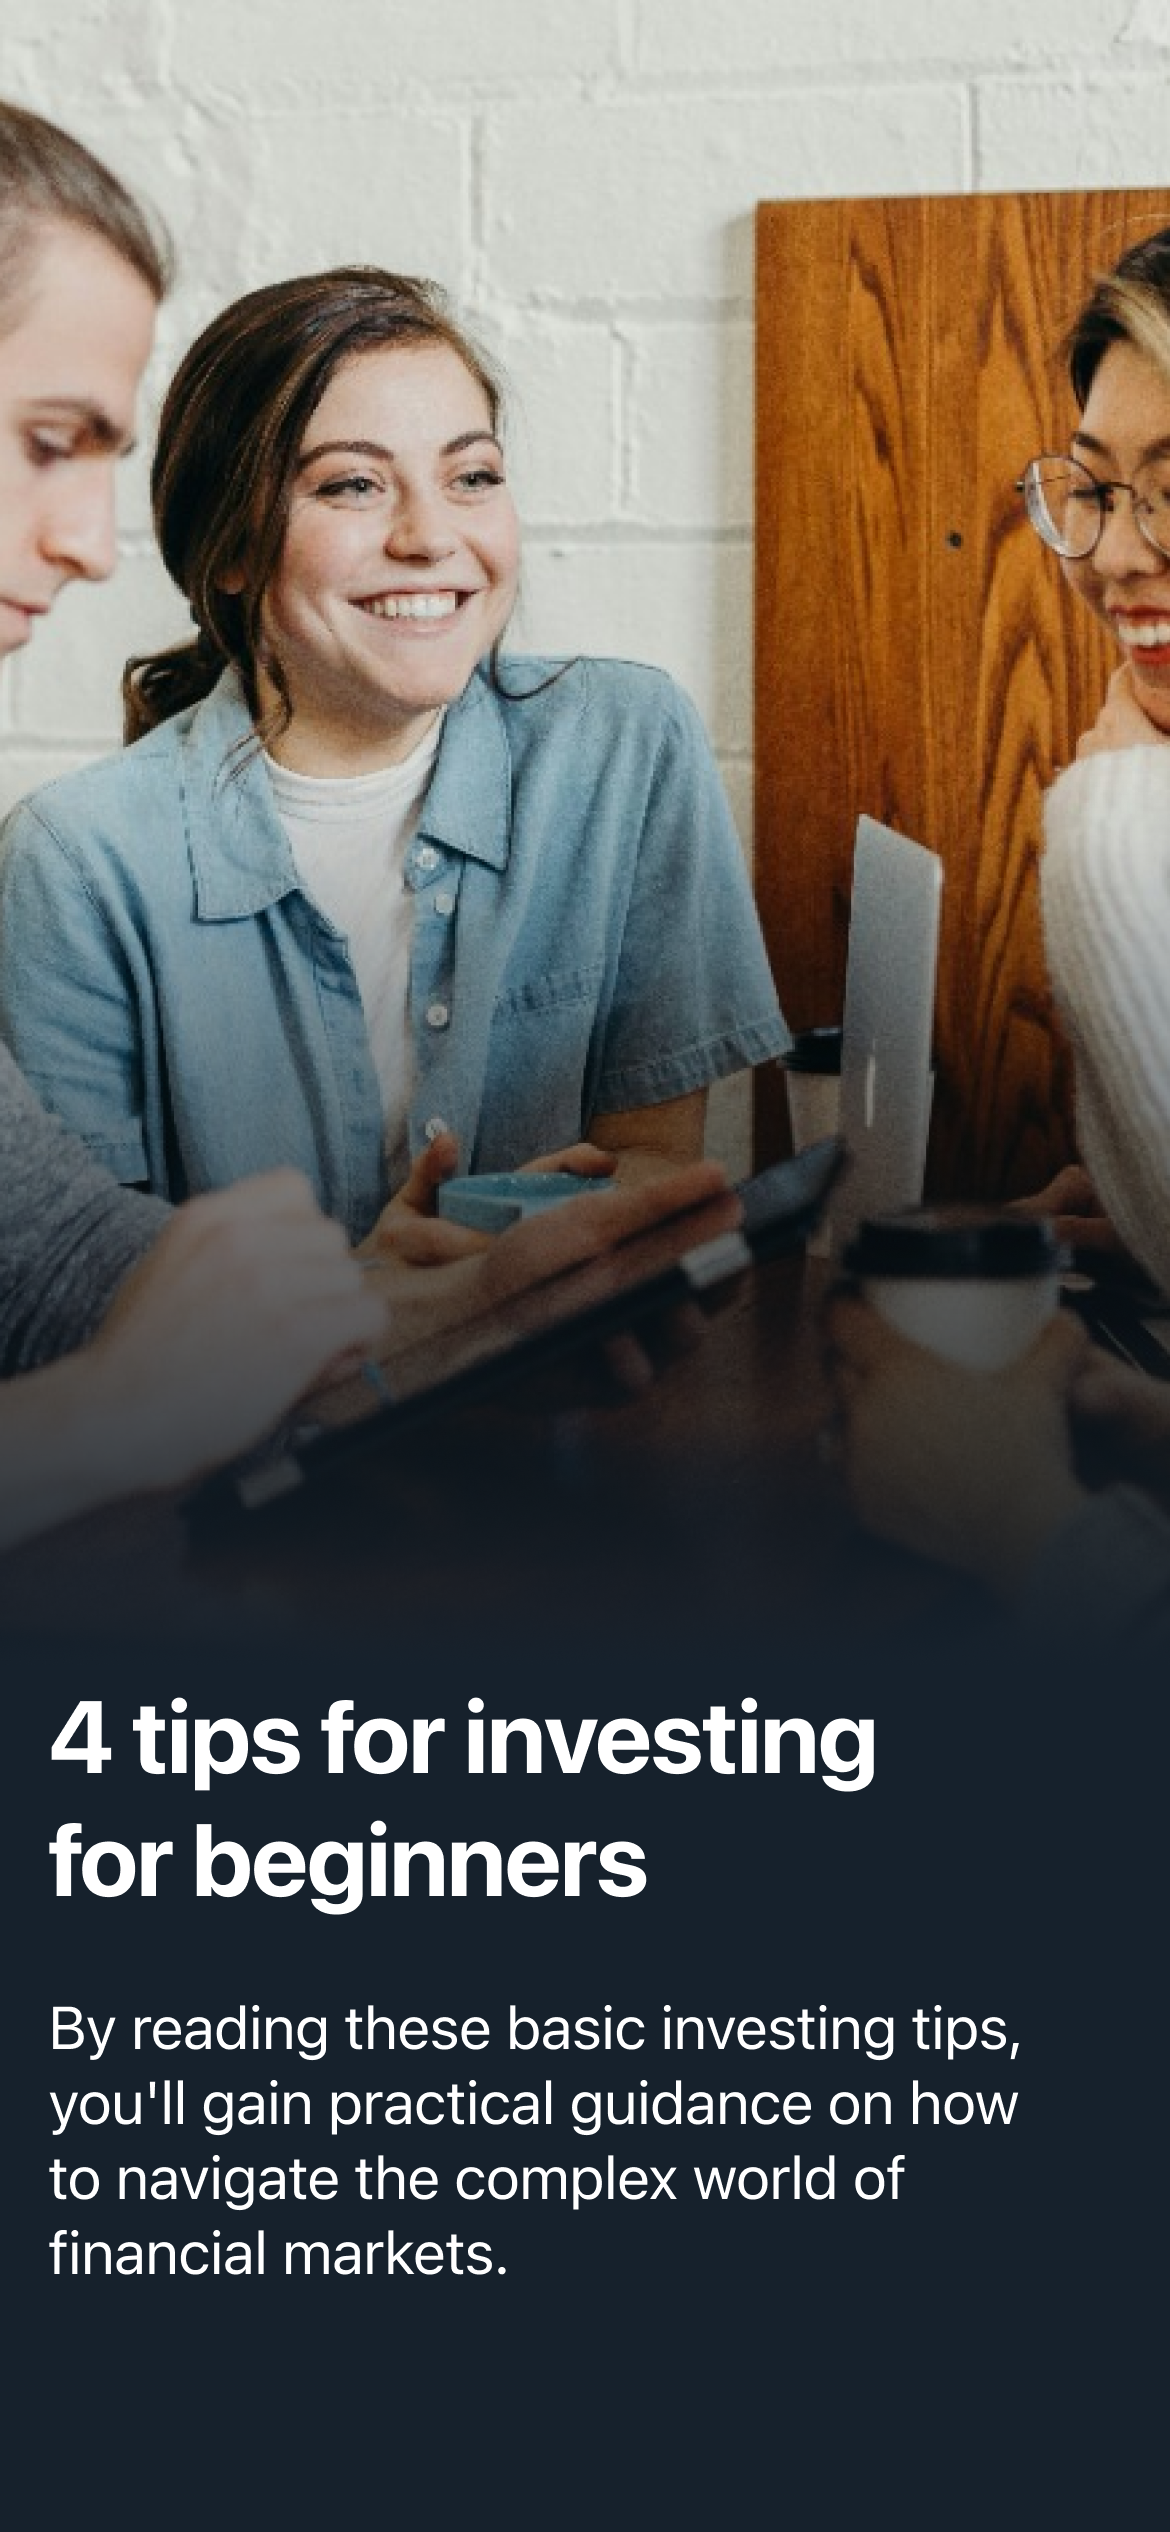 4 tips for investing
for beginners
By reading these basic investing tips,
you'll gain practical guidance on how
to navigate the complex world of
financial markets.